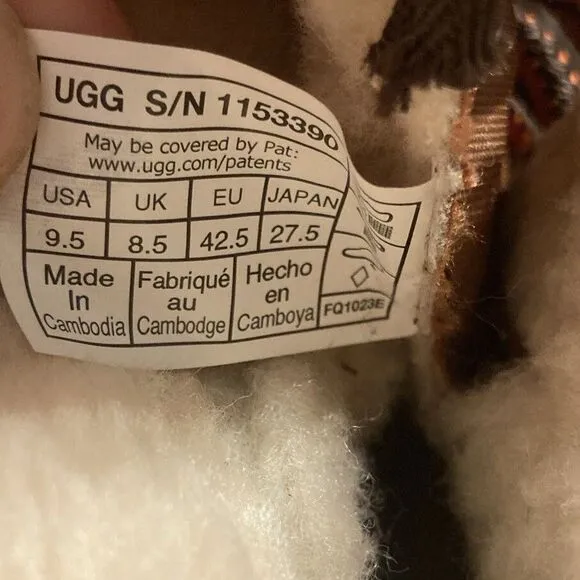 UGG S/N 1153390
May be covered by Pat:
www.ugg.com/patents
USA UK EU JAPAN
9.5 8.5 42.5 27.5
Made
In
Cambodia
Fabriqué
au
Cambodge
Hecho
en
Camboya
FQ1023E